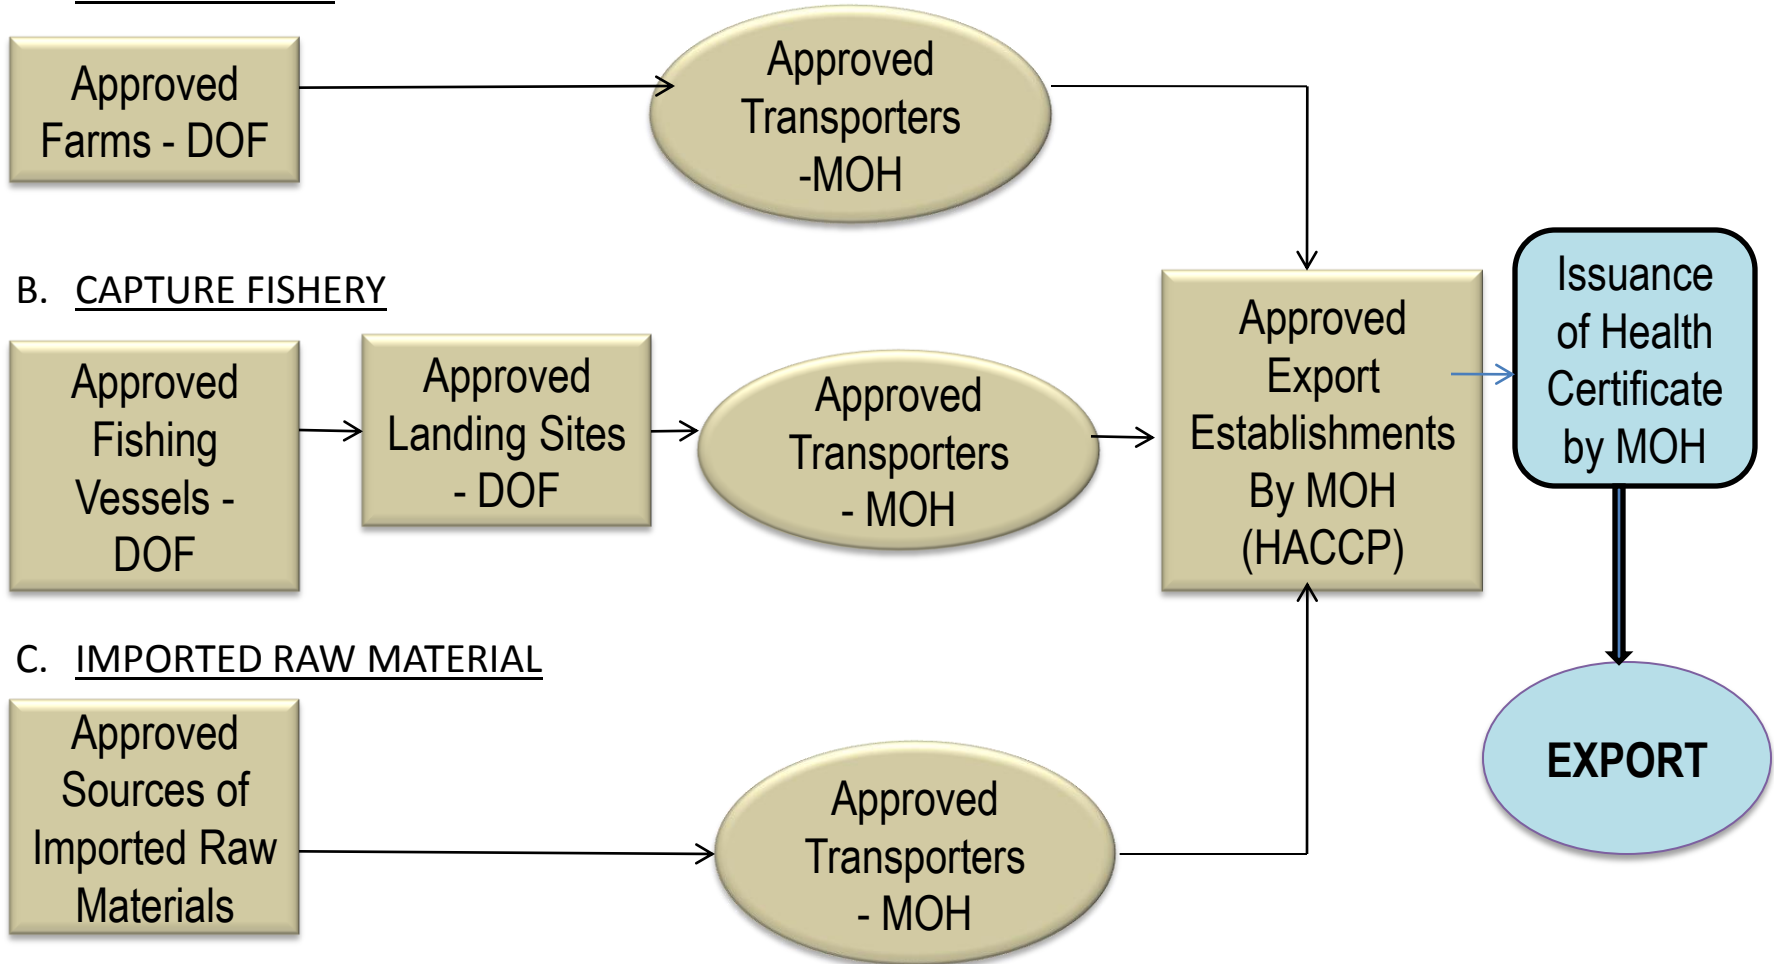 Approved
Farms - DOF
Approved
Transporters
-MOH
B. CAPTURE FISHERY
Approved
Fishing
Vessels -
DOF
Approved
Landing Sites
- DOF
Approved
Transporters
- MOH
Approved
Export
Establishments
By MOH
(HACCP)
Issuance
of Health
Certificate
by MOH
C. IMPORTED RAW MATERIAL
Approved
Sources of
Imported Raw
Materials
Approved
Transporters
- MOH
EXPORT